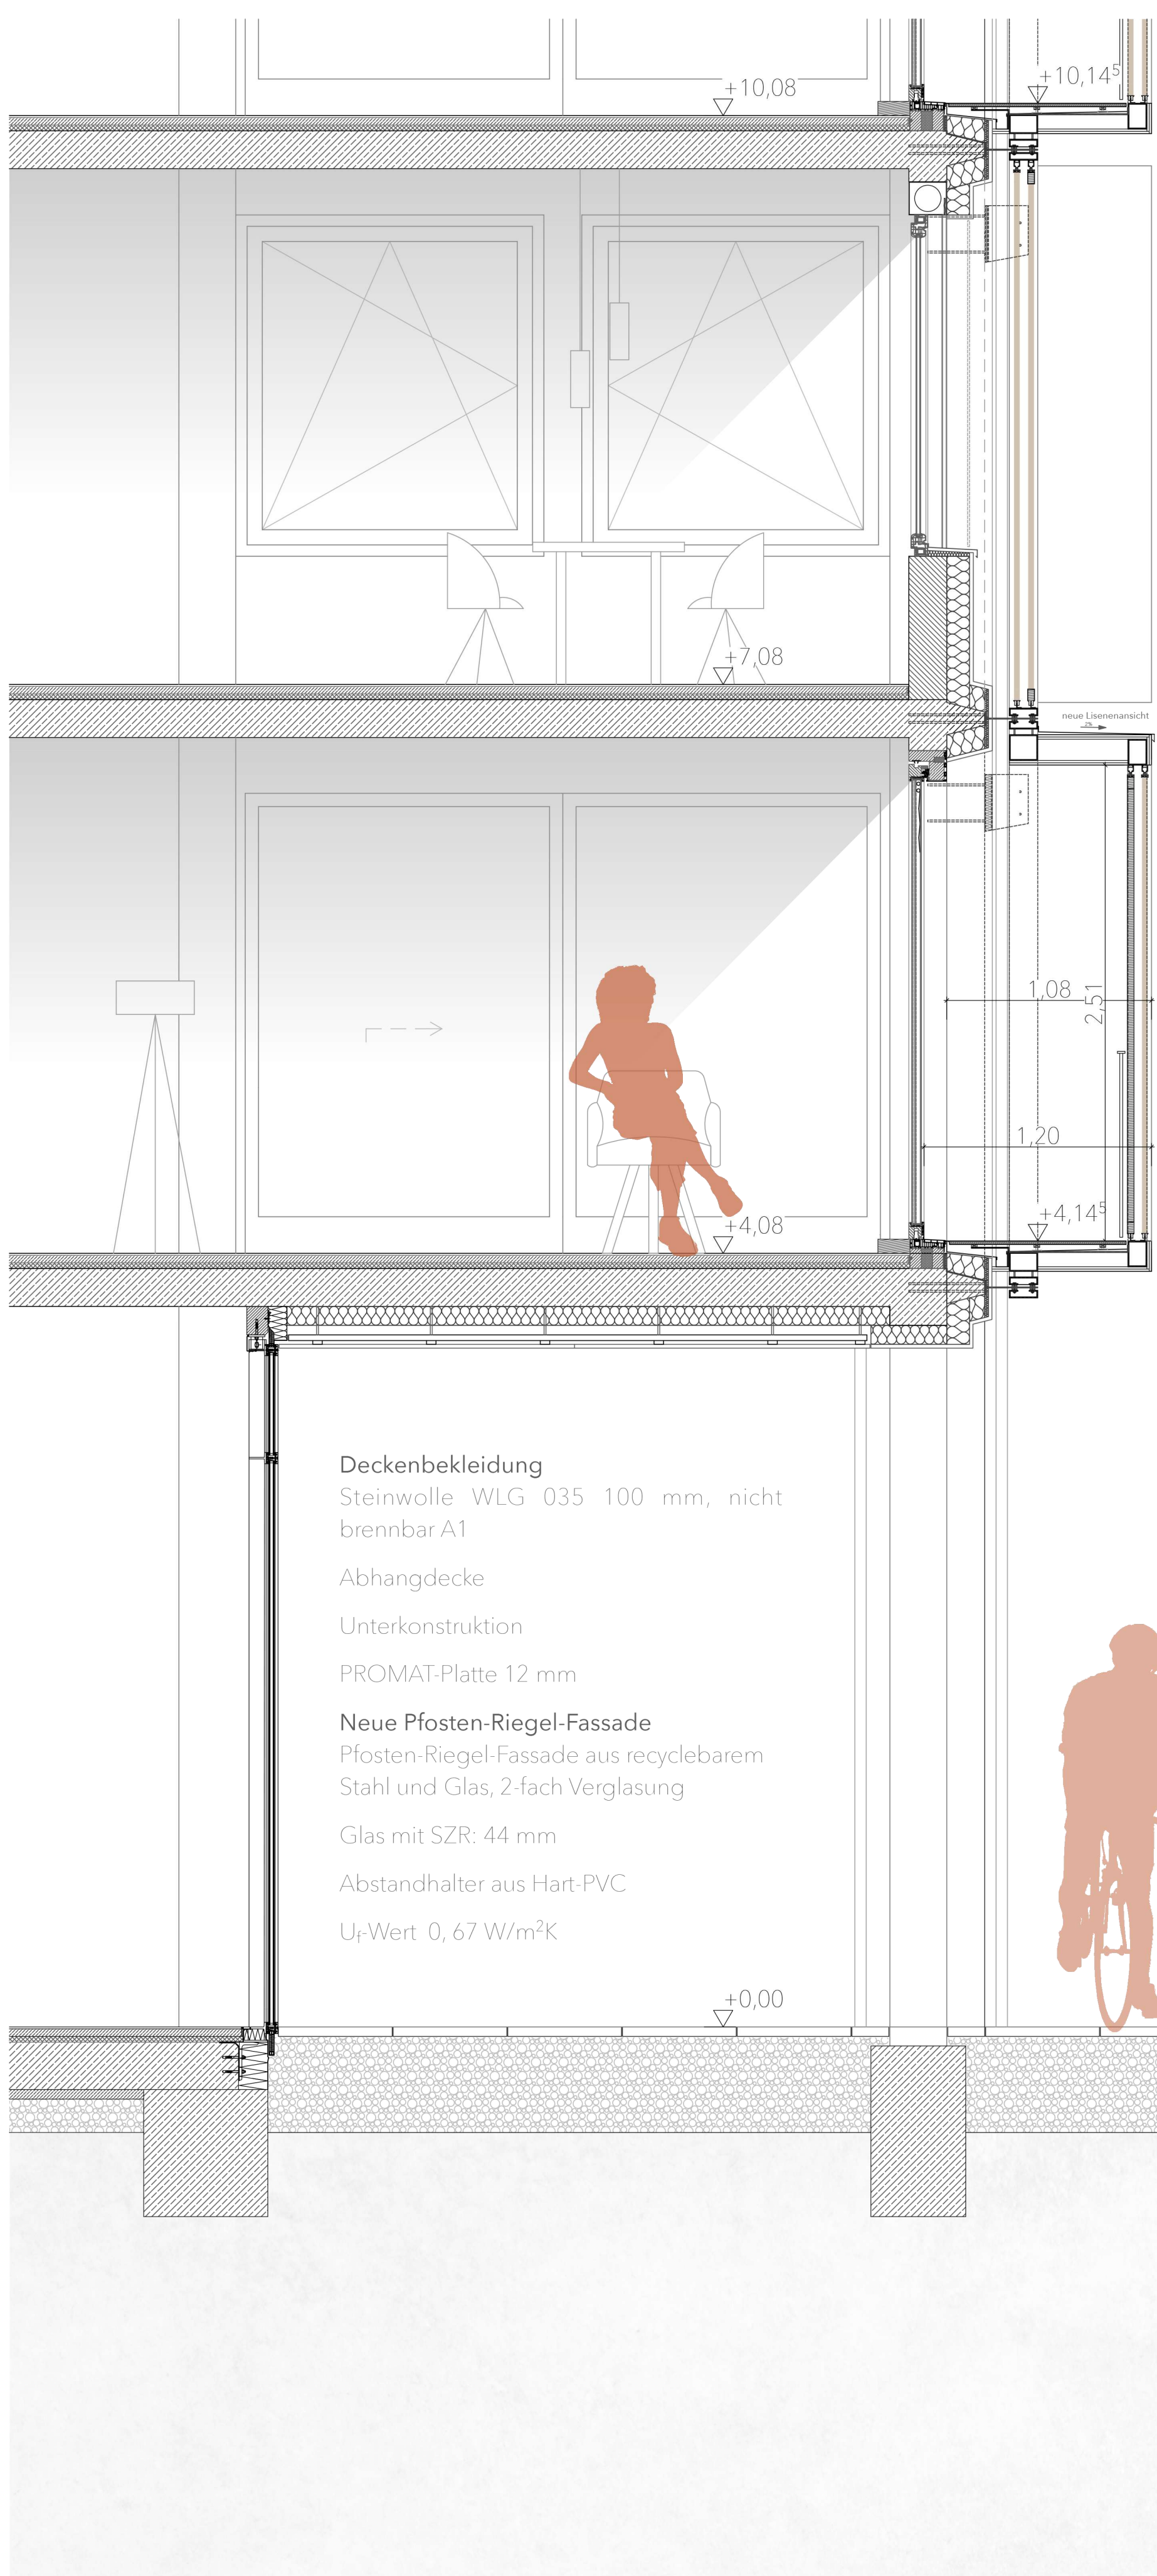 +10,08
+10,14⁵
+7,08
neue Lisenenansicht
2%
1,08
2,51
1,20
+4,08
+4,14⁵
Deckenbekleidung
Steinwolle WLG 035 100 mm, nicht
brennbar A1
Abhangdecke
Unterkonstruktion
PROMAT-Platte 12 mm
Neue Pfosten-Riegel-Fassade
Pfosten-Riegel-Fassade aus recyclebarem
Stahl und Glas, 2-fach Verglasung
Glas mit SZR: 44 mm
Abstandhalter aus Hart-PVC
U_f-Wert 0, 67 W/m²K
+0,00